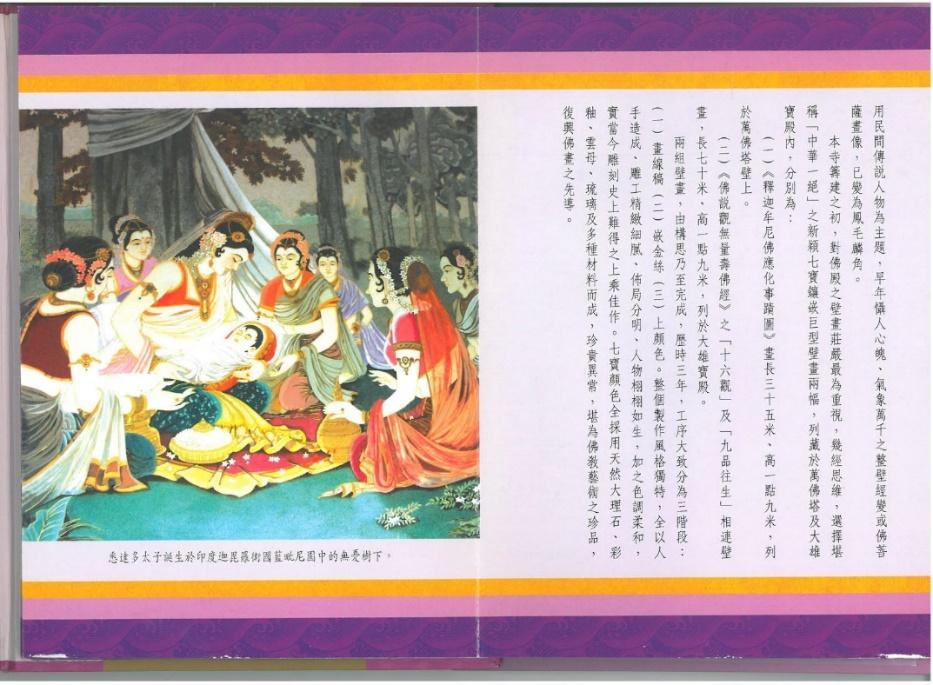 用民間傳說人物為主題，早年懾人心魄、氣象萬千之整壁經變或佛菩
薩畫像，已變為鳳毛麟角。
本寺籌建之初，對佛殿之壁畫莊嚴最為重視，幾經思維，選擇堪
稱「中華一絕」之新穎七寶鑲嵌巨型壁畫兩幅，列藏於萬佛塔及大雄
寶殿內，分別為：
（一）《釋迦牟尼佛應化事蹟圖》畫長三十五米、高一點九米，列
於萬佛塔壁上。
（二）《佛說觀無量壽佛經》之「十六觀」及「九品往生」相連壁
畫，長七十米、高一點九米，列於大雄寶殿。
兩組壁畫，由構思乃至完成，歷時三年，工序大致分為三階段：
（一）畫線稿（二）嵌金絲（三）上顏色。整個製作風格獨特，全以人
手造成、雕工精緻細膩、佈局分明、人物栩栩如生，加之色調柔和，
實當今雕刻史上難得之上乘佳作。七寶顏色全採用天然大理石、彩
釉、雲母、琉璃及多種材料而成，珍貴異常，堪為佛教藝術之珍品，
復興佛畫之先導。
悉達多太子誕生於印度迦毘羅衛國藍毗尼園中的無憂樹下。